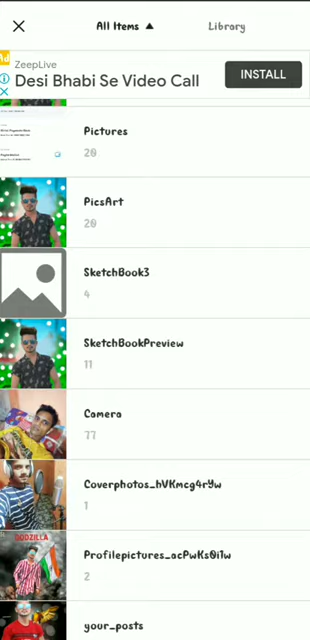 All Items ▲
Library
Ad
ZeepLive
Desi Bhabi Se Video Call
INSTALL
Pictures
20
PicsArt
20
SketchBook3
4
SketchBookPreview
11
Camera
77
Coverphotos_hVKmcg4rYw
1
GODZILLA
Profilepictures_acPwKs0i1w
2
your_posts